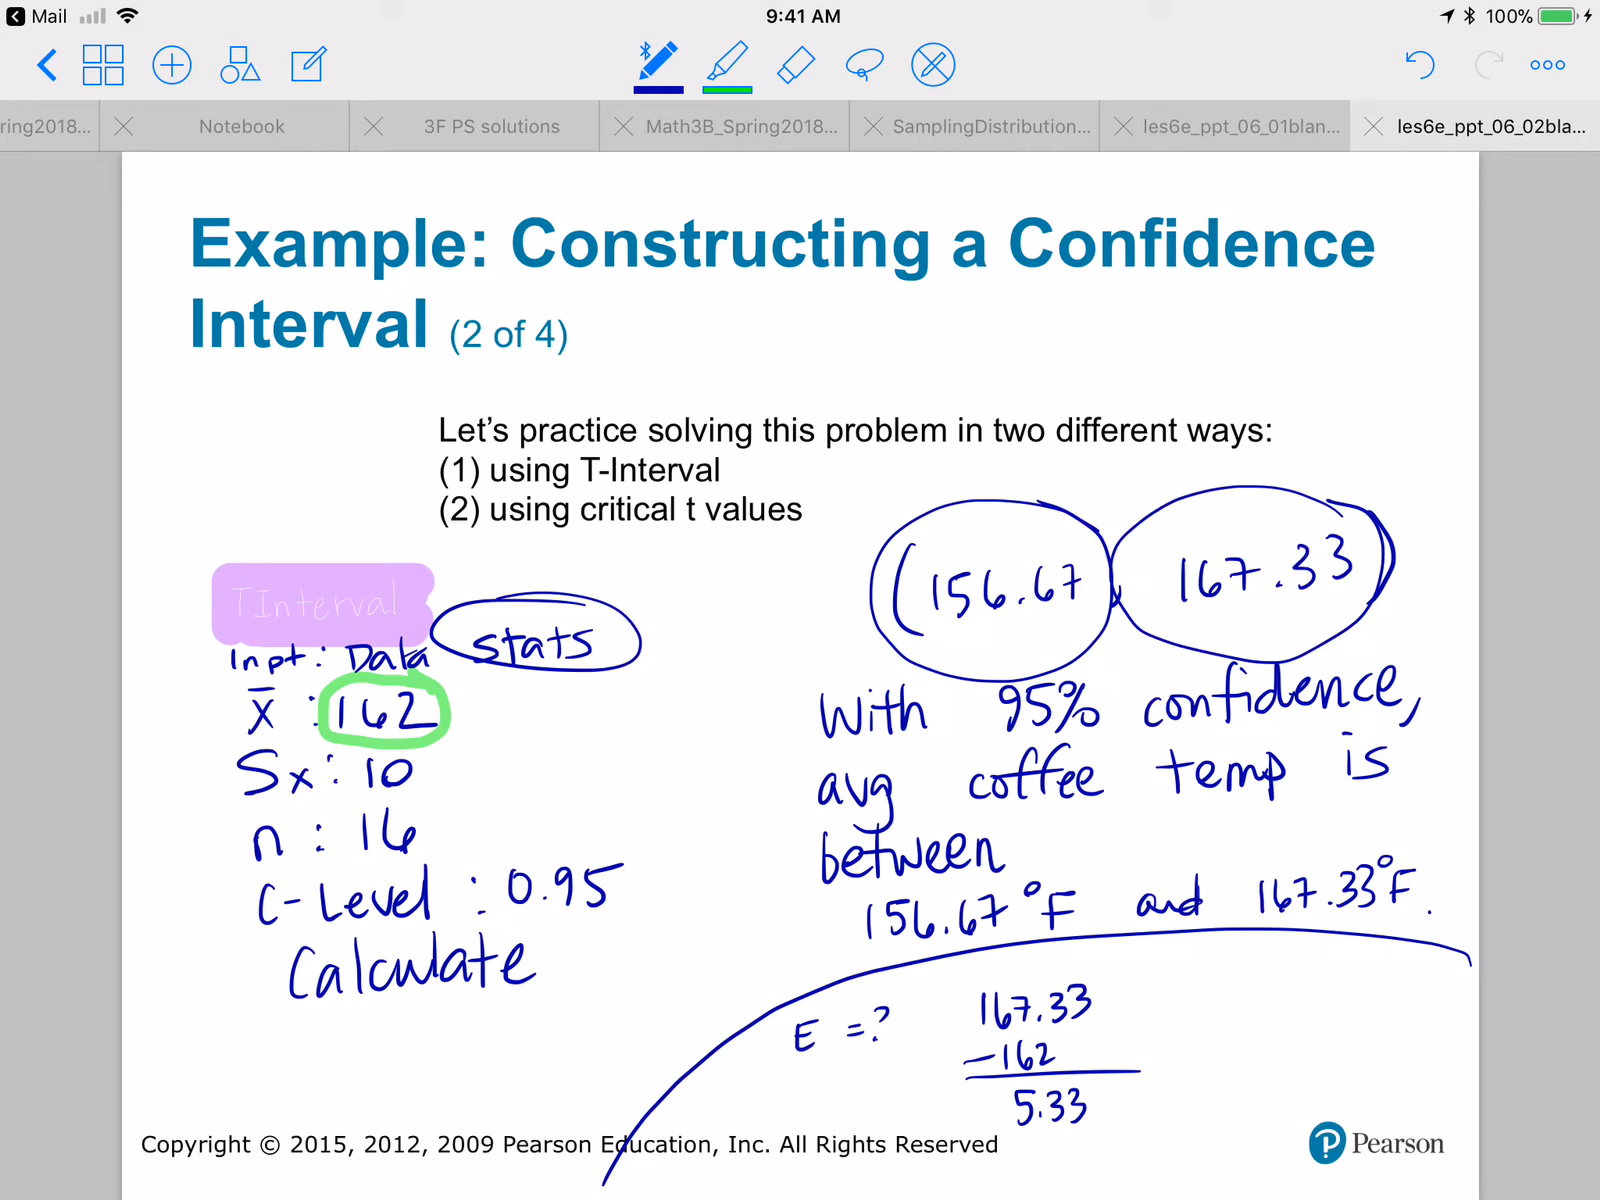 Mail 9:41 AM 100%
ring2018... Notebook 3F PS solutions Math3B_Spring2018... SamplingDistribution... les6e_ppt_06_01blan... les6e_ppt_06_02bla...
Example: Constructing a Confidence
Interval (2 of 4)
Let's practice solving this problem in two different ways:
(1) using T-Interval
(2) using critical t values
(156.67, 167.33)
TInterval
Inpt: Data stats
x̄ : 162
Sx: 10
n : 16
C-Level : 0.95
Calculate
With 95% confidence,
avg coffee temp is
between
156.67°F and 167.33°F.
E =? 167.33
-162
5.33
Copyright © 2015, 2012, 2009 Pearson Education, Inc. All Rights Reserved
P Pearson